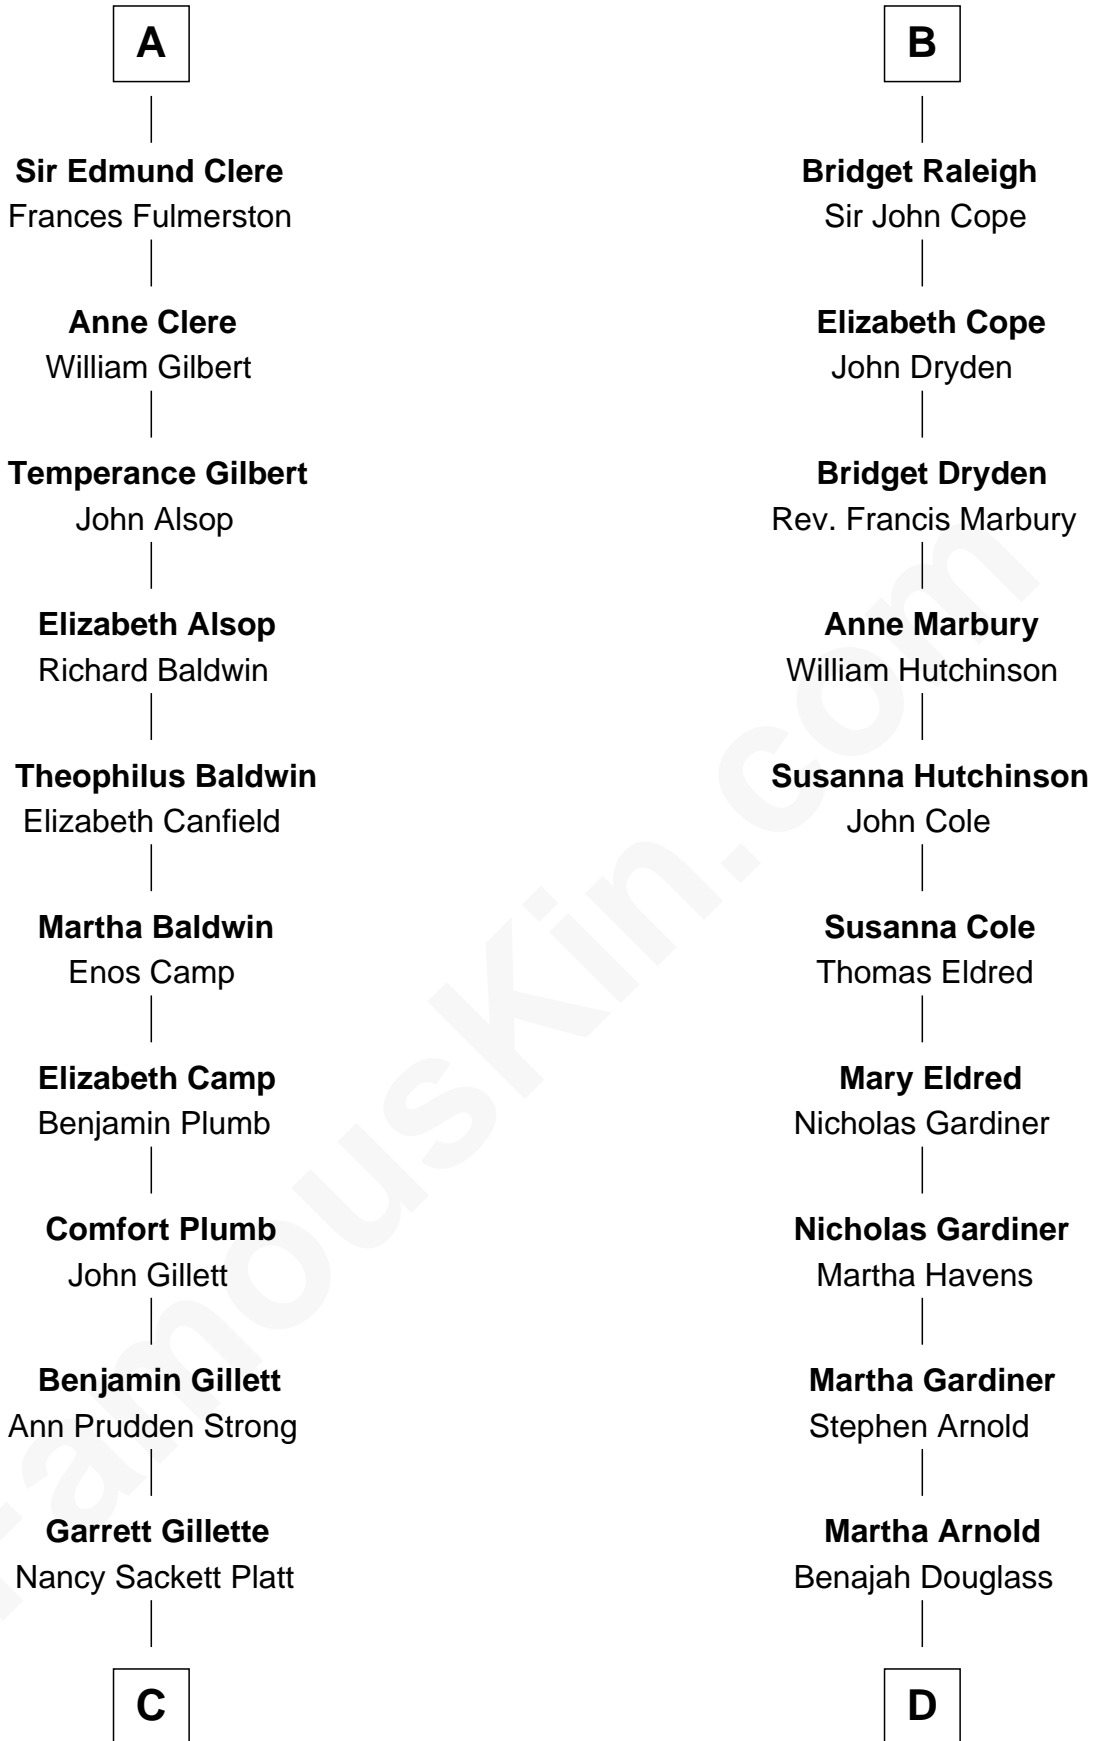 A
Sir Edmund Clere
Frances Fulmerston
Anne Clere
William Gilbert
Temperance Gilbert
John Alsop
Elizabeth Alsop
Richard Baldwin
Theophilus Baldwin
Elizabeth Canfield
Martha Baldwin
Enos Camp
Elizabeth Camp
Benjamin Plumb
Comfort Plumb
John Gillett
Benjamin Gillett
Ann Prudden Strong
Garrett Gillette
Nancy Sackett Platt
C
B
Bridget Raleigh
Sir John Cope
Elizabeth Cope
John Dryden
Bridget Dryden
Rev. Francis Marbury
Anne Marbury
William Hutchinson
Susanna Hutchinson
John Cole
Susanna Cole
Thomas Eldred
Mary Eldred
Nicholas Gardiner
Nicholas Gardiner
Martha Havens
Martha Gardiner
Stephen Arnold
Martha Arnold
Benajah Douglass
D
FamousKin.com